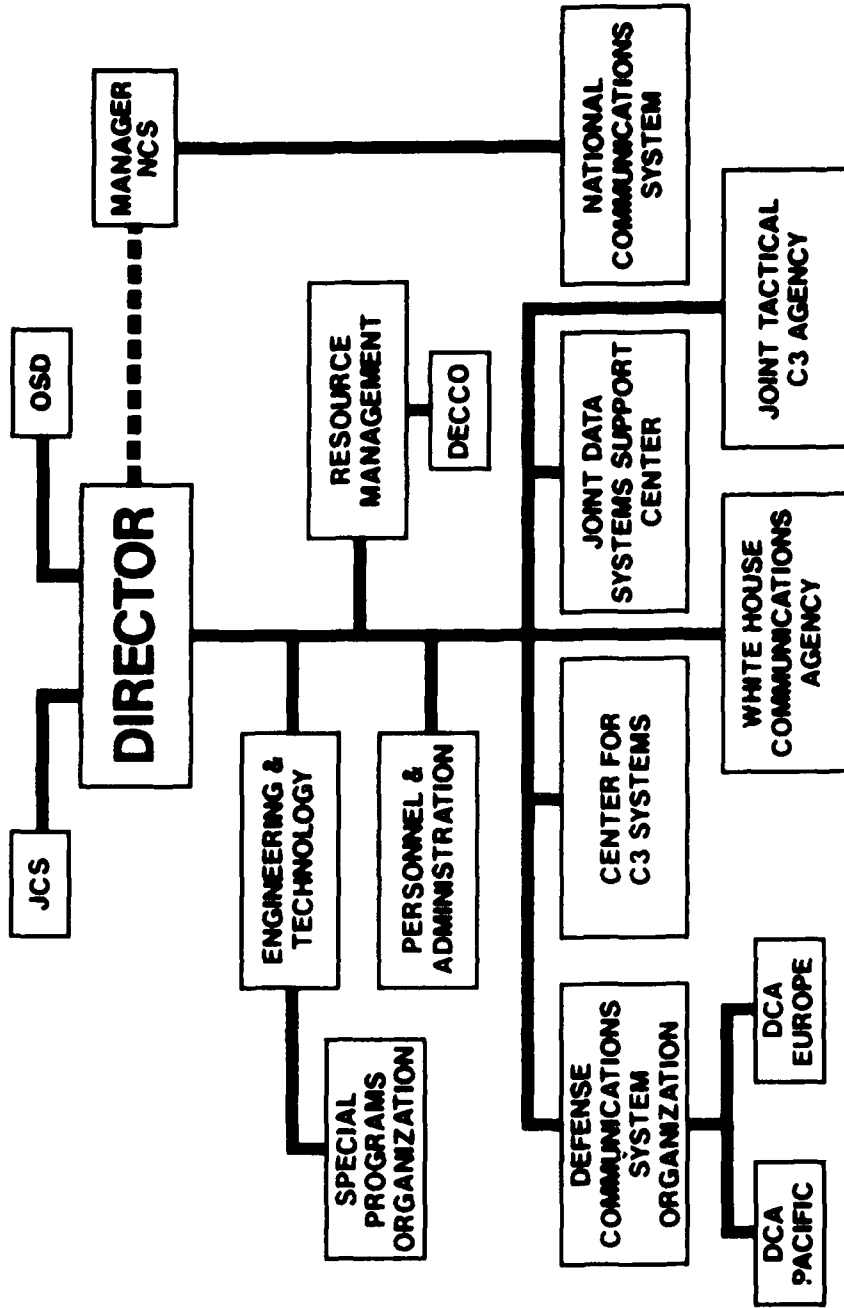 JCS
OSD
DIRECTOR
MANAGER
NCS
ENGINEERING &
TECHNOLOGY
RESOURCE
MANAGEMENT
SPECIAL
PROGRAMS
ORGANIZATION
PERSONNEL &
ADMINISTRATION
DECCO
DEFENSE
COMMUNICATIONS
SYSTEM
ORGANIZATION
CENTER FOR
C3 SYSTEMS
JOINT DATA
SYSTEMS SUPPORT
CENTER
NATIONAL
COMMUNICATIONS
SYSTEM
DCA
PACIFIC
DCA
EUROPE
WHITE HOUSE
COMMUNICATIONS
AGENCY
JOINT TACTICAL
C3 AGENCY